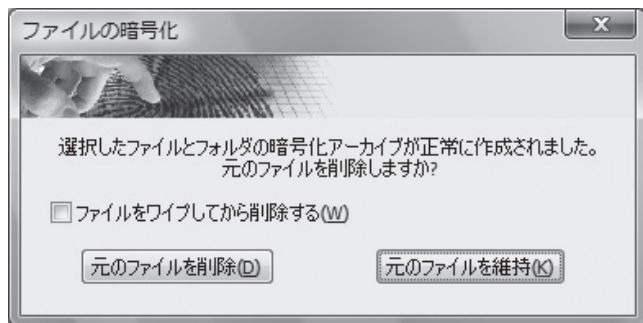 ファイルの暗号化
選択したファイルとフォルダの暗号化アーカイブが正常に作成されました。
元のファイルを削除しますか?
ファイルをワイプしてから削除する(W)
元のファイルを削除(D)
元のファイルを維持(K)